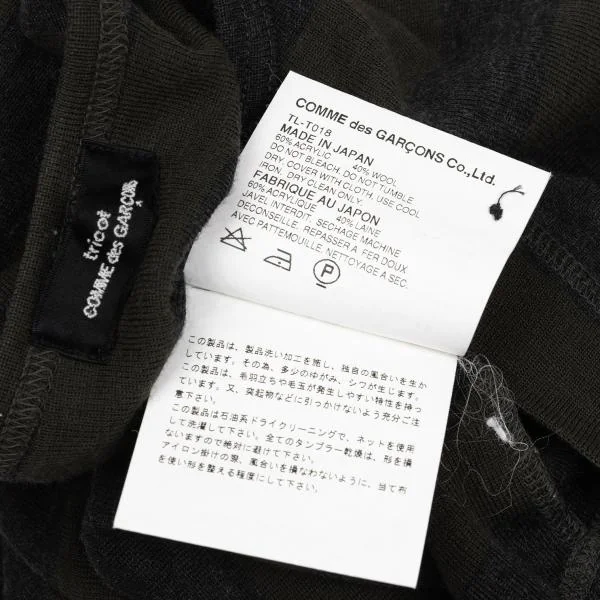 tricot
COMME des GARÇONS
COMME des GARÇONS Co.,Ltd.
TL-T018
MADE IN JAPAN
60% ACRYLIC 40% WOOL
DO NOT BLEACH. DO NOT TUMBLE
DRY. COVER WITH CLOTH. USE COOL
IRON. DRY CLEAN ONLY.
FABRIQUE AU JAPON
60% ACRYLIQUE 40% LAINE
JAVEL INTERDIT. SECHAGE MACHINE
DECONSEILLE. REPASSER A FER DOUX
AVEC PATTEMOUILLE. NETTOYAGE A SEC.
P
この製品は、製品洗い加工を施し、独自の風合いを生か
しています。その為、多少のゆがみ、シワが生じます。
この製品は、毛羽立ちや毛玉が発生しやすい特性を持っ
ています。又、突起物などに引っかけないよう充分ご注
意下さい。
この製品は石油系ドライクリーニングで、ネットを使用
して洗濯して下さい。全てのタンブラー乾燥は、形を損
ないますので絶対に避けて下さい。
アイロン掛けの際、風合いを損なわないように、当て布
を使い形を整える程度にして下さい。